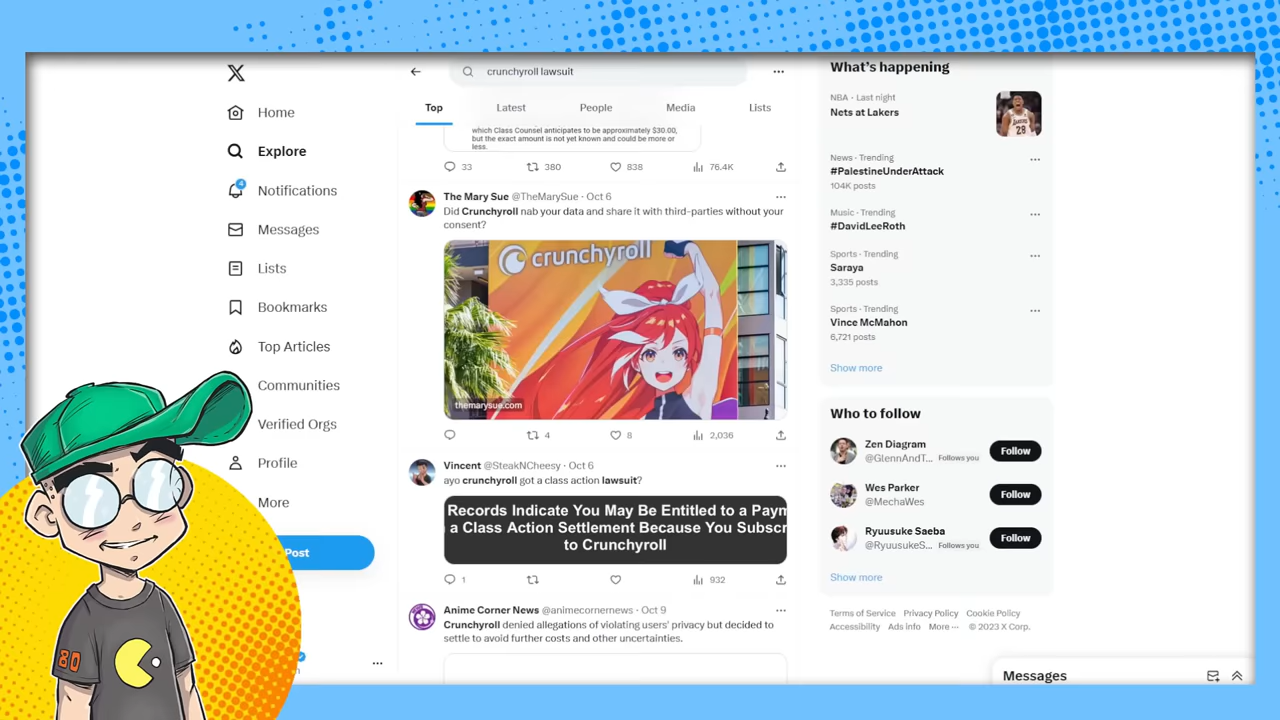 crunchyroll lawsuit
Top
Latest
People
Media
Lists
Home
Explore
4
Notifications
Messages
Lists
Bookmarks
Top Articles
Communities
Verified Orgs
Profile
More
Post
which Class Counsel anticipates to be approximately $30.00,
but the exact amount is not yet known and could be more or
less.
33
380
838
76.4K
The Mary Sue @TheMarySue · Oct 6
Did Crunchyroll nab your data and share it with third-parties without your
consent?
crunchyroll
themarysue.com
4
8
2,036
Vincent @SteakNCheesy · Oct 6
ayo crunchyroll got a class action lawsuit?
Records Indicate You May Be Entitled to a Paym
a Class Action Settlement Because You Subscr
to Crunchyroll
1
932
Anime Corner News @animecornernews · Oct 9
Crunchyroll denied allegations of violating users' privacy but decided to
settle to avoid further costs and other uncertainties.
What's happening
NBA · Last night
Nets at Lakers
28
News · Trending
#PalestineUnderAttack
104K posts
Music · Trending
#DavidLeeRoth
Sports · Trending
Saraya
3,335 posts
Sports · Trending
Vince McMahon
6,721 posts
Show more
Who to follow
Zen Diagram
@GlennAndT... Follows you
Follow
Wes Parker
@MechaWes
Follow
Ryuusuke Saeba
@RyuusukeS... Follows you
Follow
Show more
Terms of Service Privacy Policy Cookie Policy
Accessibility Ads info More ··· © 2023 X Corp.
Messages
80